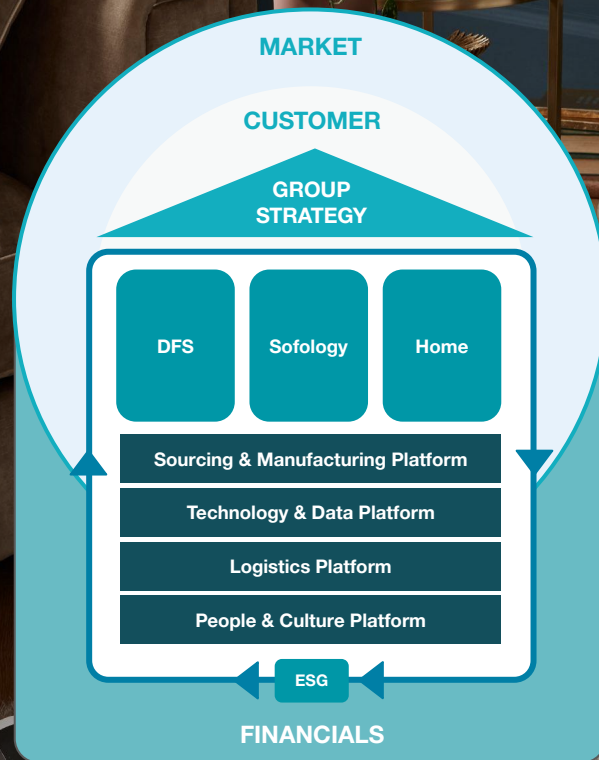 MARKET
CUSTOMER
GROUP
STRATEGY
DFS
Sofology
Home
Sourcing & Manufacturing Platform
Technology & Data Platform
Logistics Platform
People & Culture Platform
ESG
FINANCIALS